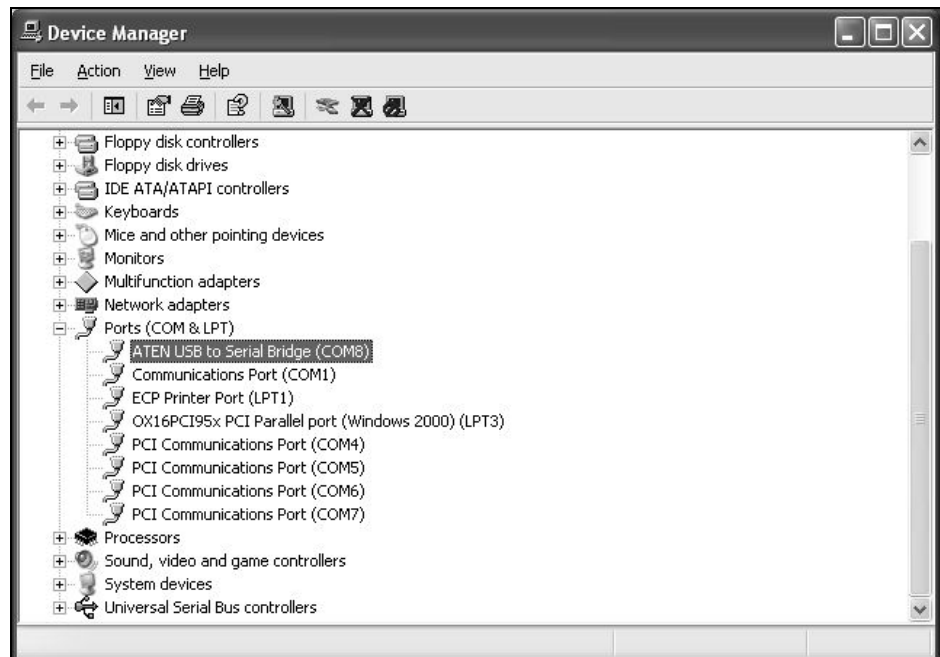 Device Manager
File Action View Help
Floppy disk controllers
Floppy disk drives
IDE ATA/ATAPI controllers
Keyboards
Mice and other pointing devices
Monitors
Multifunction adapters
Network adapters
Ports (COM & LPT)
ATEN USB to Serial Bridge (COM8)
Communications Port (COM1)
ECP Printer Port (LPT1)
OX16PCI95x PCI Parallel port (Windows 2000) (LPT3)
PCI Communications Port (COM4)
PCI Communications Port (COM5)
PCI Communications Port (COM6)
PCI Communications Port (COM7)
Processors
Sound, video and game controllers
System devices
Universal Serial Bus controllers